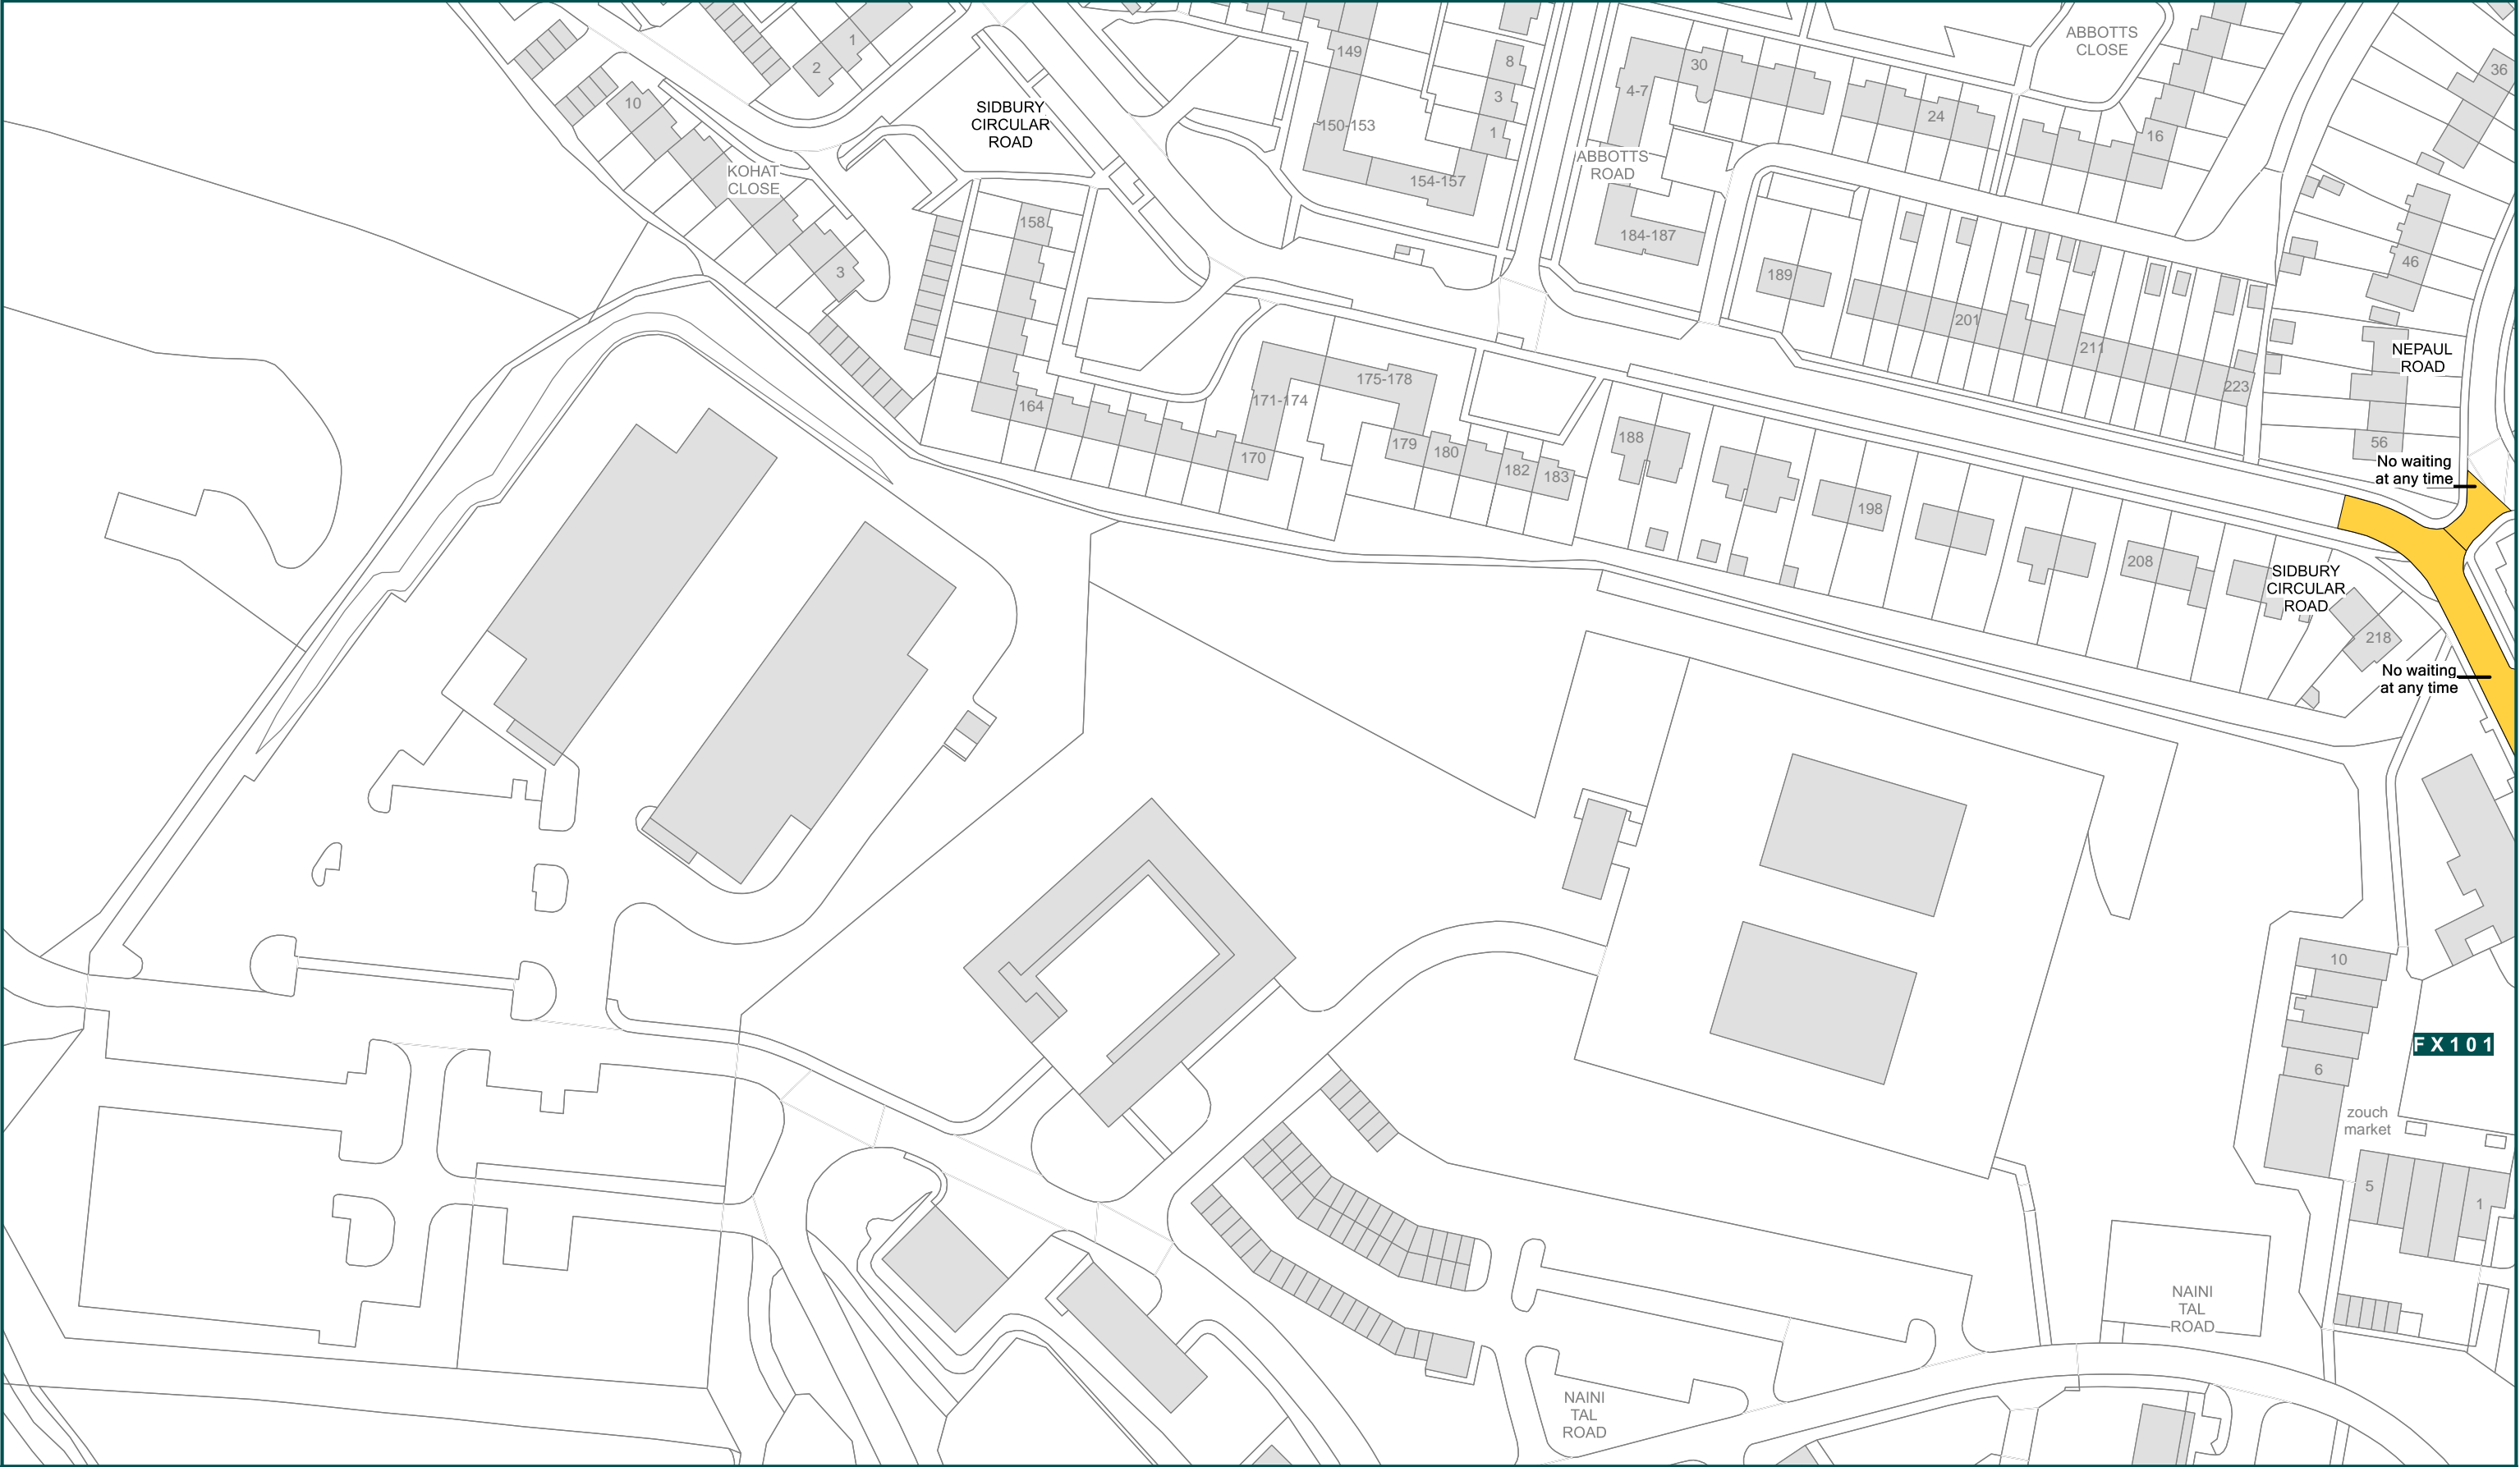 ABBOTTS
CLOSE
1
2
149
8
30
4-7
3
36
10
SIDBURY
CIRCULAR
ROAD
150-153
1
24
16
KOHAT
CLOSE
ABBOTTS
ROAD
154-157
158
184-187
3
189
46
201
211
NEPAUL
ROAD
175-178
171-174
223
164
188
179
180
170
182
183
56
No waiting
at any time
198
208
SIDBURY
CIRCULAR
ROAD
218
No waiting
at any time
10
FX101
6
zouch
market
5
1
NAINI
TAL
ROAD
NAINI
TAL
ROAD